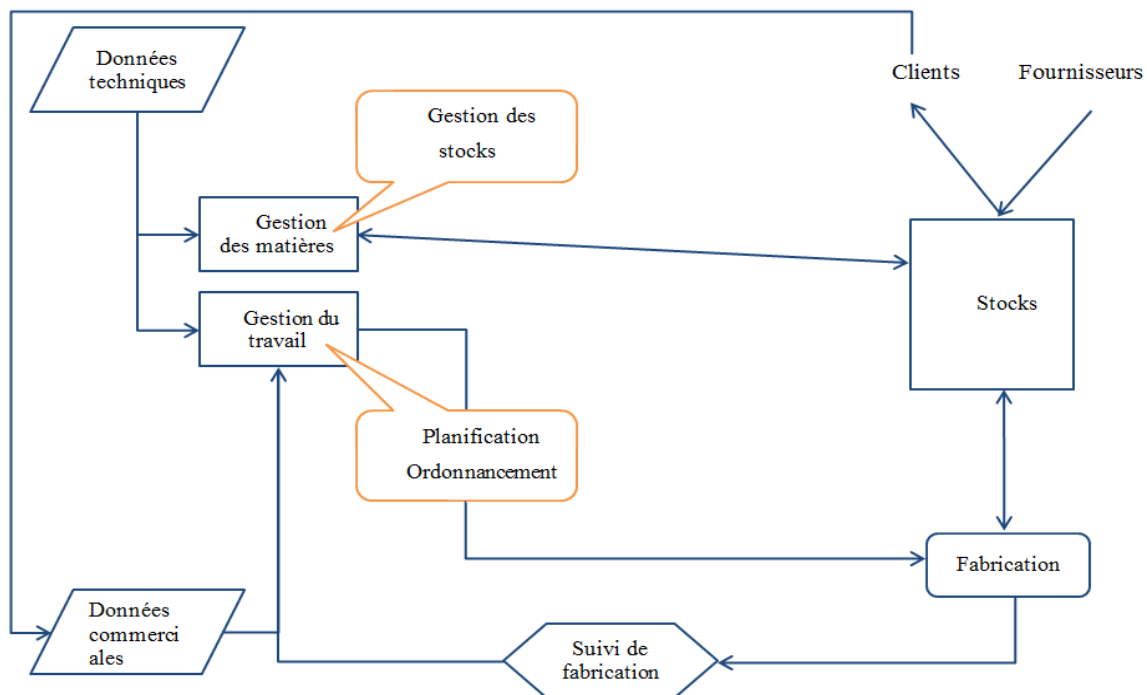 Données
techniques
Clients
Fournisseurs
Gestion des
stocks
Gestion
des matières
Stocks
Gestion du
travail
Planification
Ordonnancement
Fabrication
Données
commerci
ales
Suivi de
fabrication